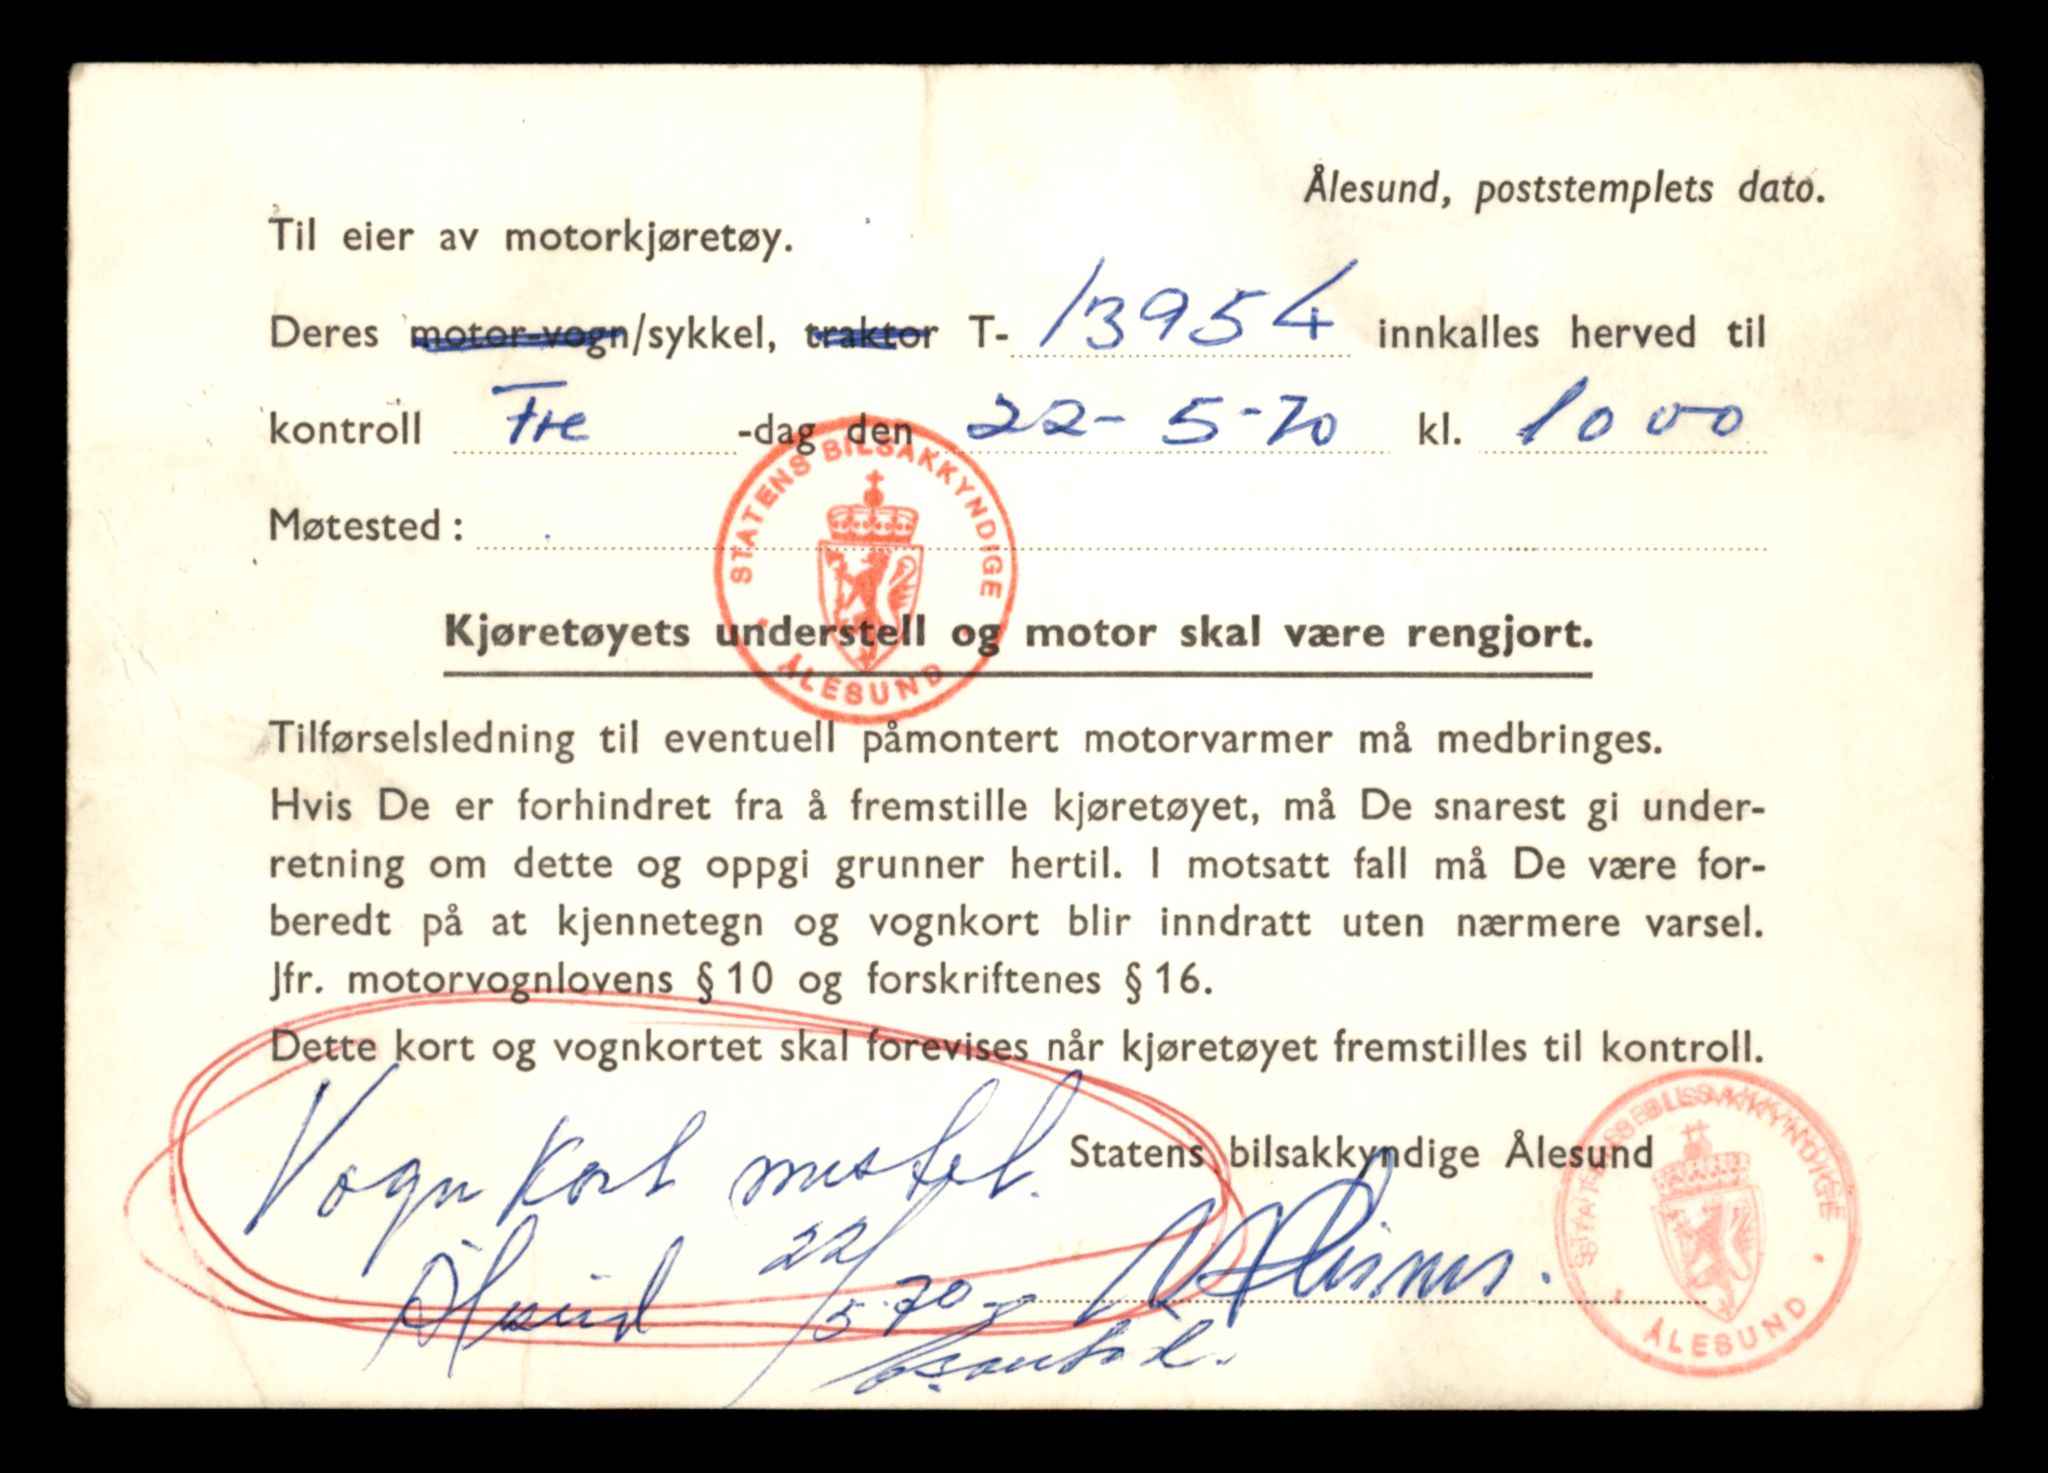 Ålesund, poststemplets dato.
Til eier av motorkjøretøy.
Deres motor-vogn/sykkel, traktor T- 13954 innkalles herved til
kontroll Fre -dag den 22-5-70 kl. 10 00
Møtested:
STATENS BILSAKKYNDIGE
ÅLESUND
Kjøretøyets understell og motor skal være rengjort.
Tilførselsledning til eventuell påmontert motorvarmer må medbringes.
Hvis De er forhindret fra å fremstille kjøretøyet, må De snarest gi under-
retning om dette og oppgi grunner hertil. I motsatt fall må De være for-
beredt på at kjennetegn og vognkort blir inndratt uten nærmere varsel.
Jfr. motorvognlovens § 10 og forskriftenes § 16.
Dette kort og vognkortet skal forevises når kjøretøyet fremstilles til kontroll.
Vognkort mistet.
Statens bilsakkyndige Ålesund
Ålesund 22/5-70
STATENS BILSAKKYNDIGE
ÅLESUND